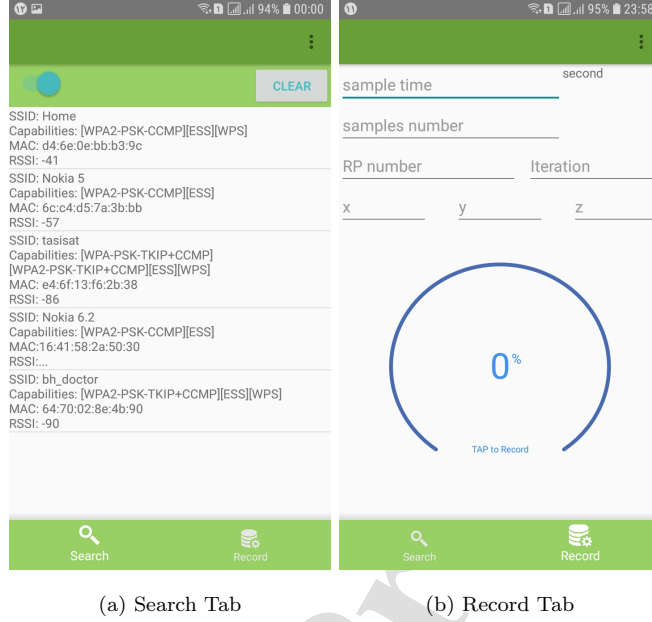 94% 00:00
CLEAR
SSID: Home
Capabilities: [WPA2-PSK-CCMP][ESS][WPS]
MAC: d4:6e:0e:bb:b3:9c
RSSI: -41
SSID: Nokia 5
Capabilities: [WPA2-PSK-CCMP][ESS]
MAC: 6c:c4:d5:7a:3b:bb
RSSI: -57
SSID: tasisat
Capabilities: [WPA-PSK-TKIP+CCMP]
[WPA2-PSK-TKIP+CCMP][ESS][WPS]
MAC: e4:6f:13:f6:2b:38
RSSI: -86
SSID: Nokia 6.2
Capabilities: [WPA2-PSK-CCMP][ESS]
MAC:16:41:58:2a:50:30
RSSI:...
SSID: bh_doctor
Capabilities: [WPA2-PSK-TKIP+CCMP][ESS][WPS]
MAC: 64:70:02:8e:4b:90
RSSI: -90
Search Record
(a) Search Tab
95% 23:58
sample time second
samples number
RP number Iteration
x y z
0%
TAP to Record
Search Record
(b) Record Tab